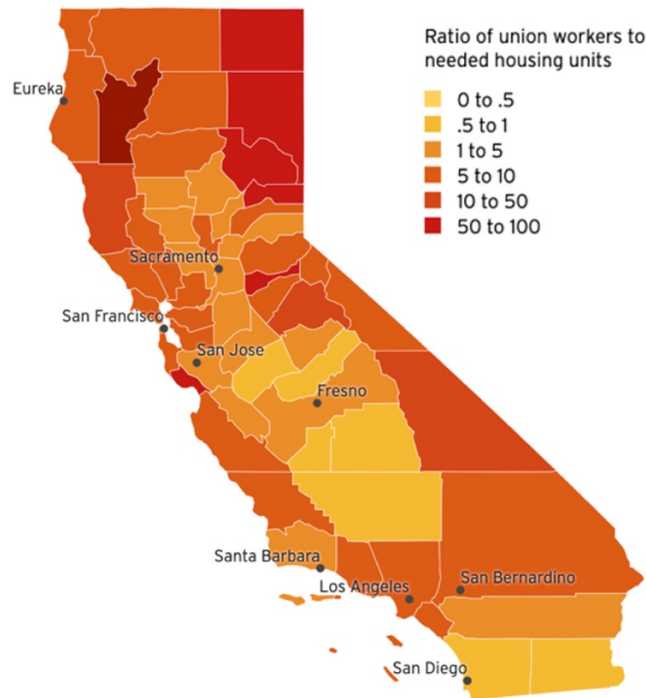 Ratio of union workers to
needed housing units
0 to .5
.5 to 1
1 to 5
5 to 10
10 to 50
50 to 100
Eureka
Sacramento
San Francisco
San Jose
Fresno
Santa Barbara
Los Angeles
San Bernardino
San Diego